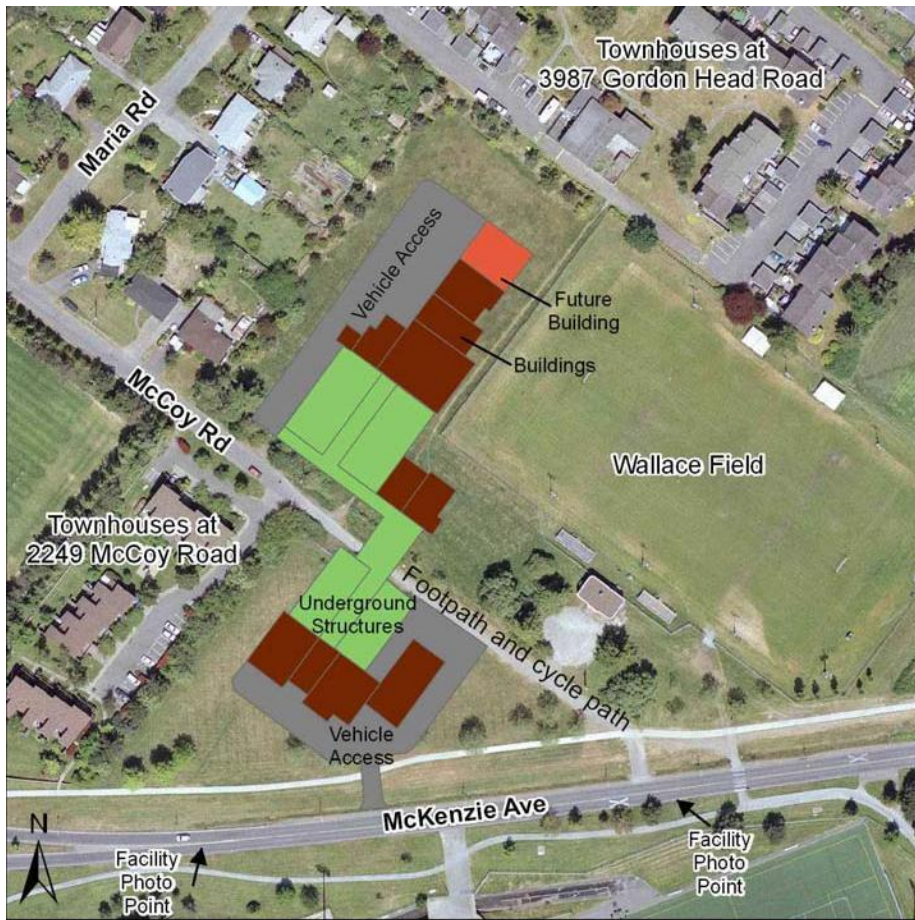 Townhouses at
3987 Gordon Head Road
Maria Rd
Vehicle Access
Future
Building
Buildings
McCoy Rd
Wallace Field
Townhouses at
2249 McCoy Road
Underground
Structures
Footpath and cycle path
Vehicle
Access
McKenzie Ave
N
Facility
Photo
Point
Facility
Photo
Point